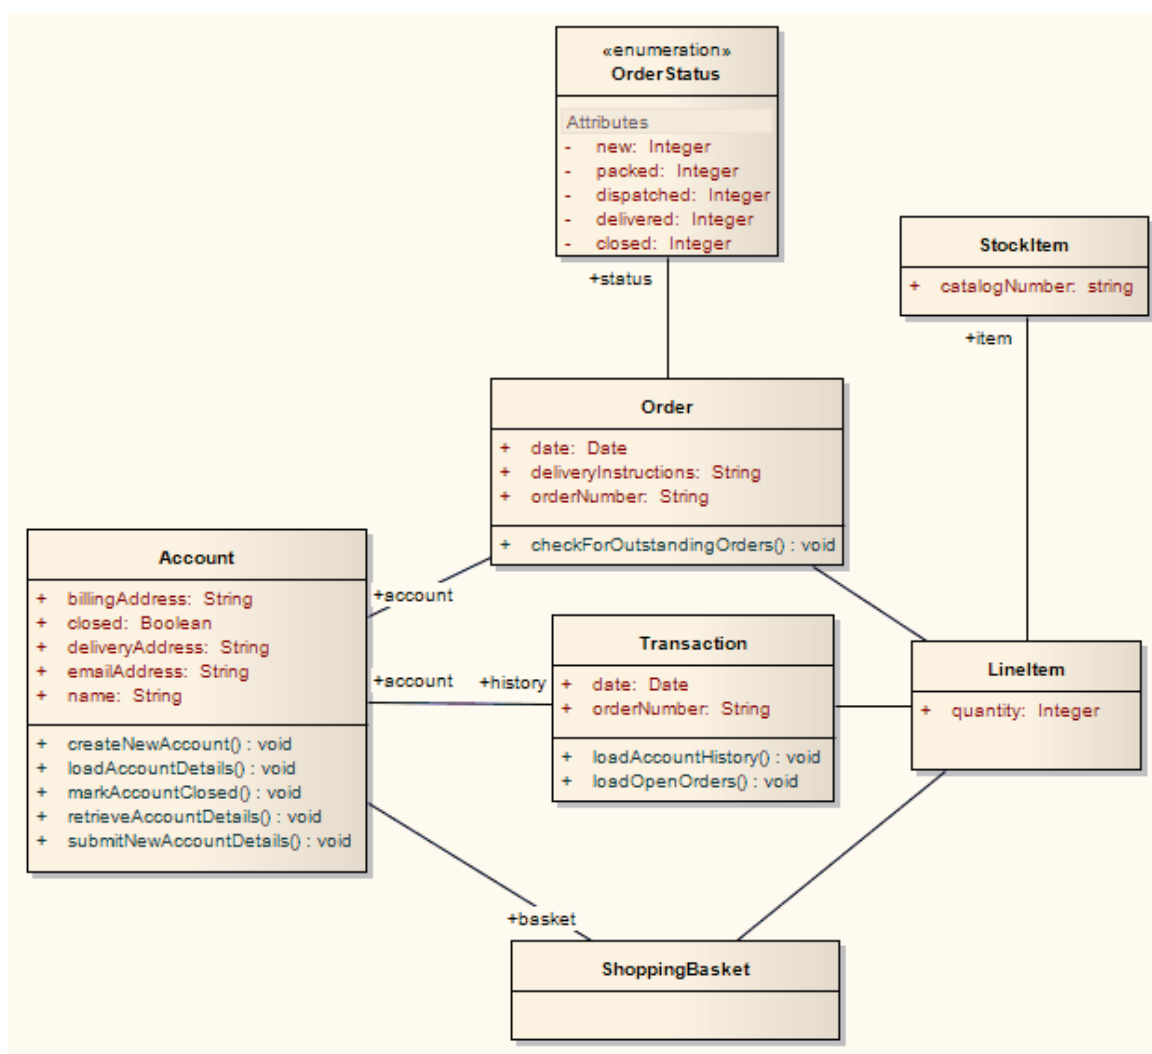 «enumeration»
OrderStatus
Attributes
- new: Integer
- packed: Integer
- dispatched: Integer
- delivered: Integer
- closed: Integer
+status
StockItem
+ catalogNumber: string
+item
Order
+ date: Date
+ deliveryInstructions: String
+ orderNumber: String
+ checkForOutstandingOrders() : void
Account
+ billingAddress: String
+ closed: Boolean
+ deliveryAddress: String
+ emailAddress: String
+ name: String
+ createNewAccount() : void
+ loadAccountDetails() : void
+ markAccountClosed() : void
+ retrieveAccountDetails() : void
+ submitNewAccountDetails() : void
+account
+account
+history
Transaction
+ date: Date
+ orderNumber: String
+ loadAccountHistory() : void
+ loadOpenOrders() : void
LineItem
+ quantity: Integer
+basket
ShoppingBasket